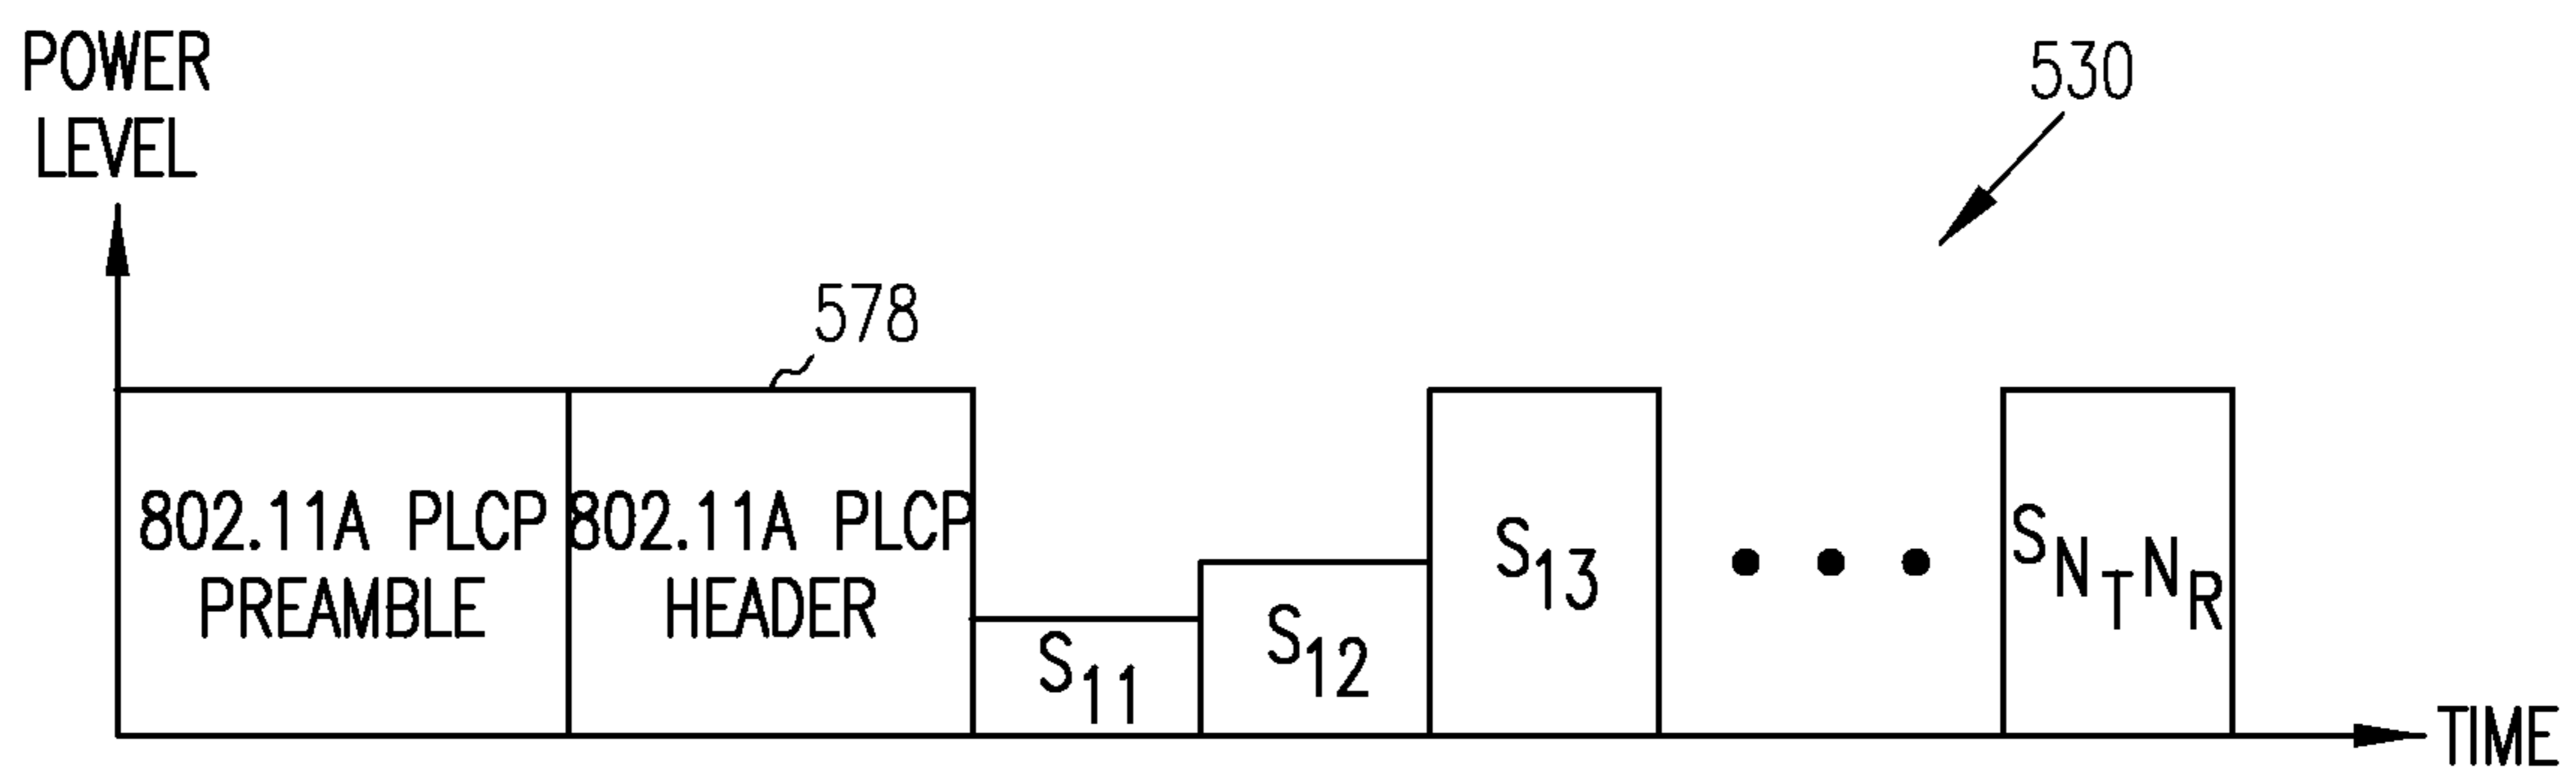 POWER
LEVEL
530
578
802.11A PLCP
PREAMBLE
802.11A PLCP
HEADER
S11
S12
S13
• • •
SNTNR
TIME